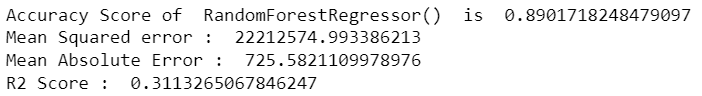 Accuracy Score of  RandomForestRegressor()  is  0.8901718248479097
Mean Squared error :  22212574.993386213
Mean Absolute Error :  725.5821109978976
R2 Score :  0.3113265067846247